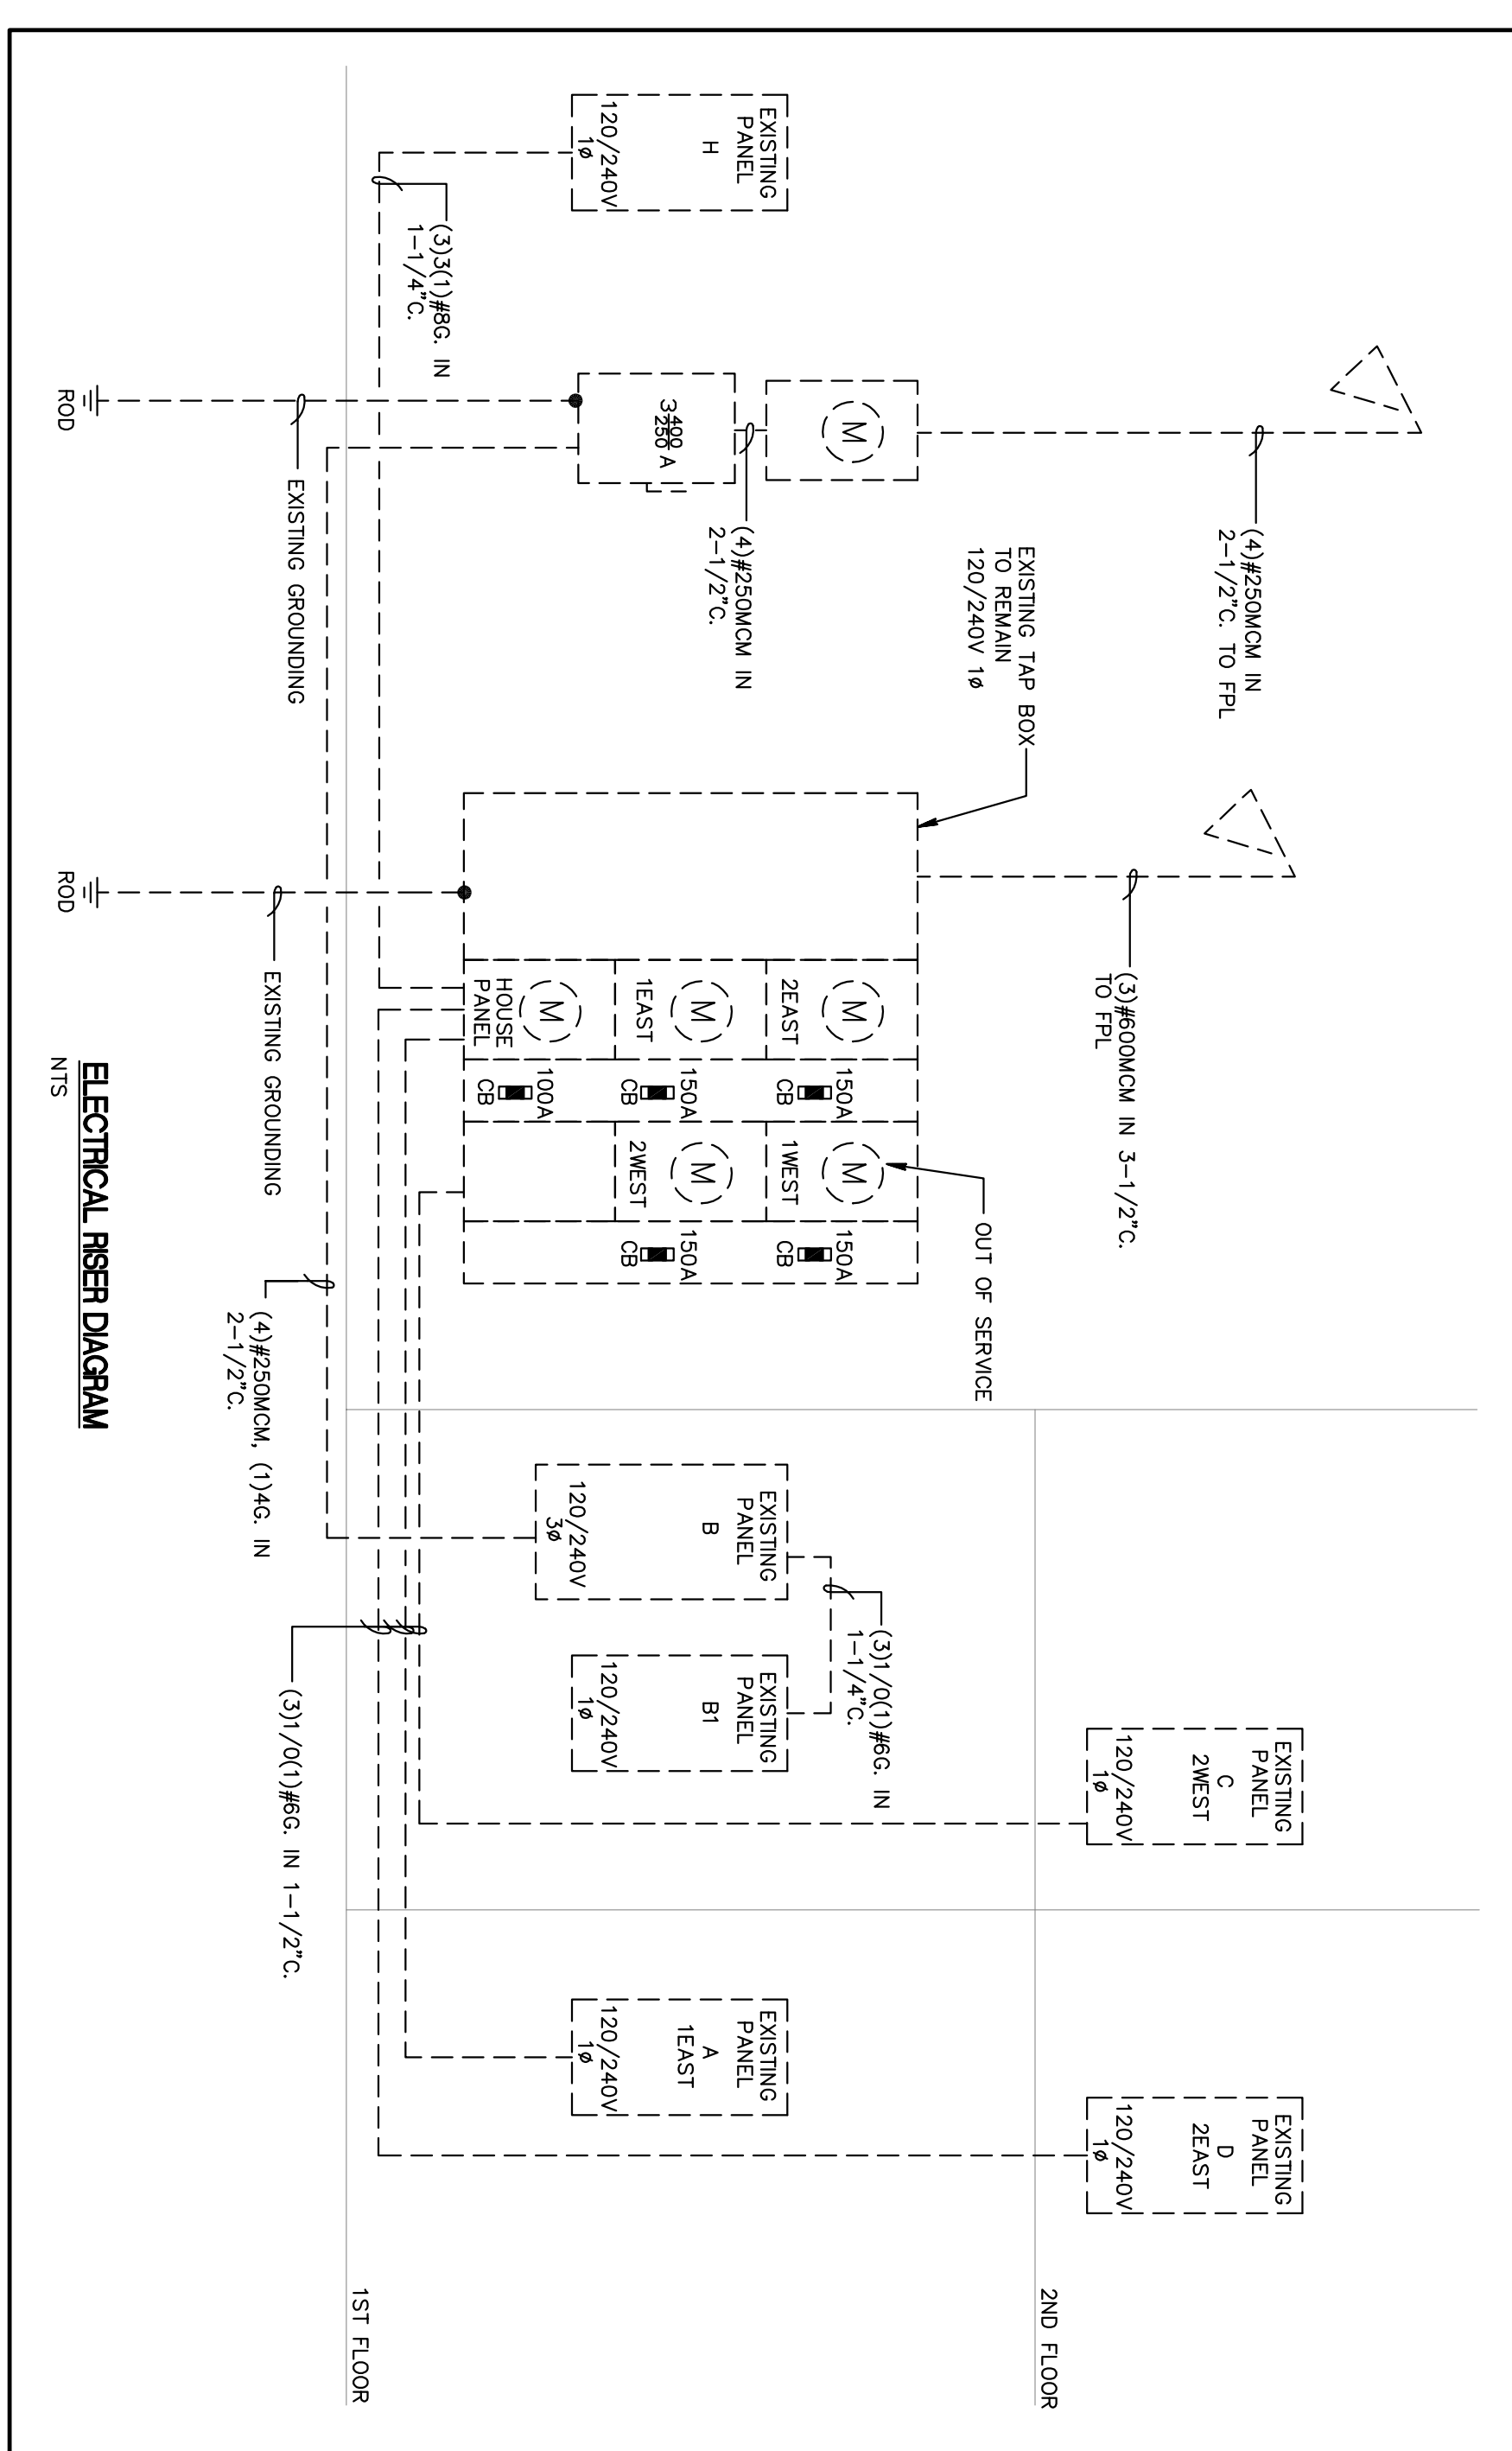 (4)#250MCM IN
2-1/2"C. TO FPL
(3)#600MCM IN 3-1/2"C.
TO FPL
EXISTING TAP BOX
TO REMAIN
120/240V 1ø
OUT OF SERVICE
M
(4)#250MCM IN
2-1/2"C.
3 400/250 A
EXISTING
PANEL
H
120/240V
1ø
(3)3(1)#8G. IN
1-1/4"C.
M
2EAST
150A
CB
M
1WEST
150A
CB
M
1EAST
150A
CB
M
2WEST
150A
CB
M
HOUSE
PANEL
100A
CB
EXISTING
PANEL
C
2WEST
120/240V
1ø
EXISTING
PANEL
D
2EAST
120/240V
1ø
2ND FLOOR
(3)1/0(1)#6G. IN
1-1/4"C.
EXISTING
PANEL
B
120/240V
3ø
EXISTING
PANEL
B1
120/240V
1ø
EXISTING
PANEL
A
1EAST
120/240V
1ø
1ST FLOOR
EXISTING GROUNDING
ROD
EXISTING GROUNDING
ROD
(4)#250MCM, (1)4G. IN
2-1/2"C.
(3)1/0(1)#6G. IN 1-1/2"C.
ELECTRICAL RISER DIAGRAM
NTS